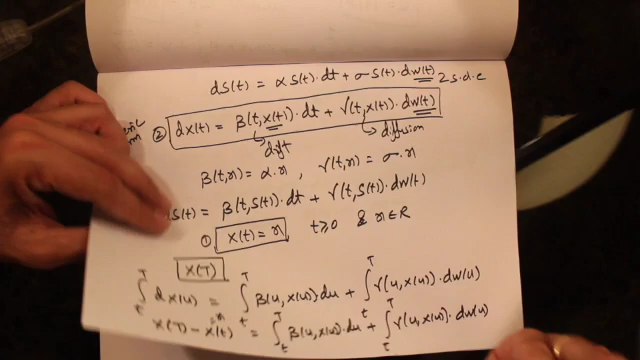 ds(t) = α s(t)·dt + σ s(t)·dw(t) 2 s.d.e
② dx(t) = β(t,x(t))·dt + γ(t,x(t))·dw(t)
drift diffusion
β(t,x) = α·x , γ(t,x) = σ·x
s(t) = β(t,s(t))·dt + γ(t,s(t))·dw(t)
① x(t) = x t≥0 & x∈R
x(T)
∫_t^T dx(u) = ∫_t^T β(u,x(u))du + ∫_t^T γ(u,x(u))·dw(u)
x(T) - x(t) = ∫_t^T β(u,x(u))·du + ∫_t^T γ(u,x(u))·dw(u)